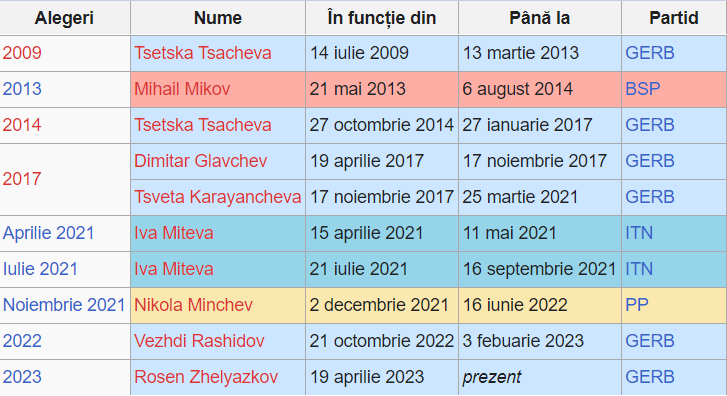 Alegeri Nume În funcție din Până la Partid
2009 Tsetska Tsacheva 14 iulie 2009 13 martie 2013 GERB
2013 Mihail Mikov 21 mai 2013 6 august 2014 BSP
2014 Tsetska Tsacheva 27 octombrie 2014 27 ianuarie 2017 GERB
2017 Dimitar Glavchev 19 aprilie 2017 17 noiembrie 2017 GERB
Tsveta Karayancheva 17 noiembrie 2017 25 martie 2021 GERB
Aprilie 2021 Iva Miteva 15 aprilie 2021 11 mai 2021 ITN
Iulie 2021 Iva Miteva 21 iulie 2021 16 septembrie 2021 ITN
Noiembrie 2021 Nikola Minchev 2 decembrie 2021 16 iunie 2022 PP
2022 Vezhdi Rashidov 21 octombrie 2022 3 febuarie 2023 GERB
2023 Rosen Zhelyazkov 19 aprilie 2023 prezent GERB